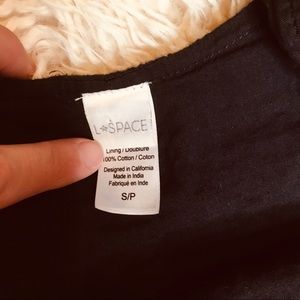 L*SPACE
Lining / Doublure
100% Cotton / Coton
Designed in California
Made in India
Fabriqué en Inde
S/P